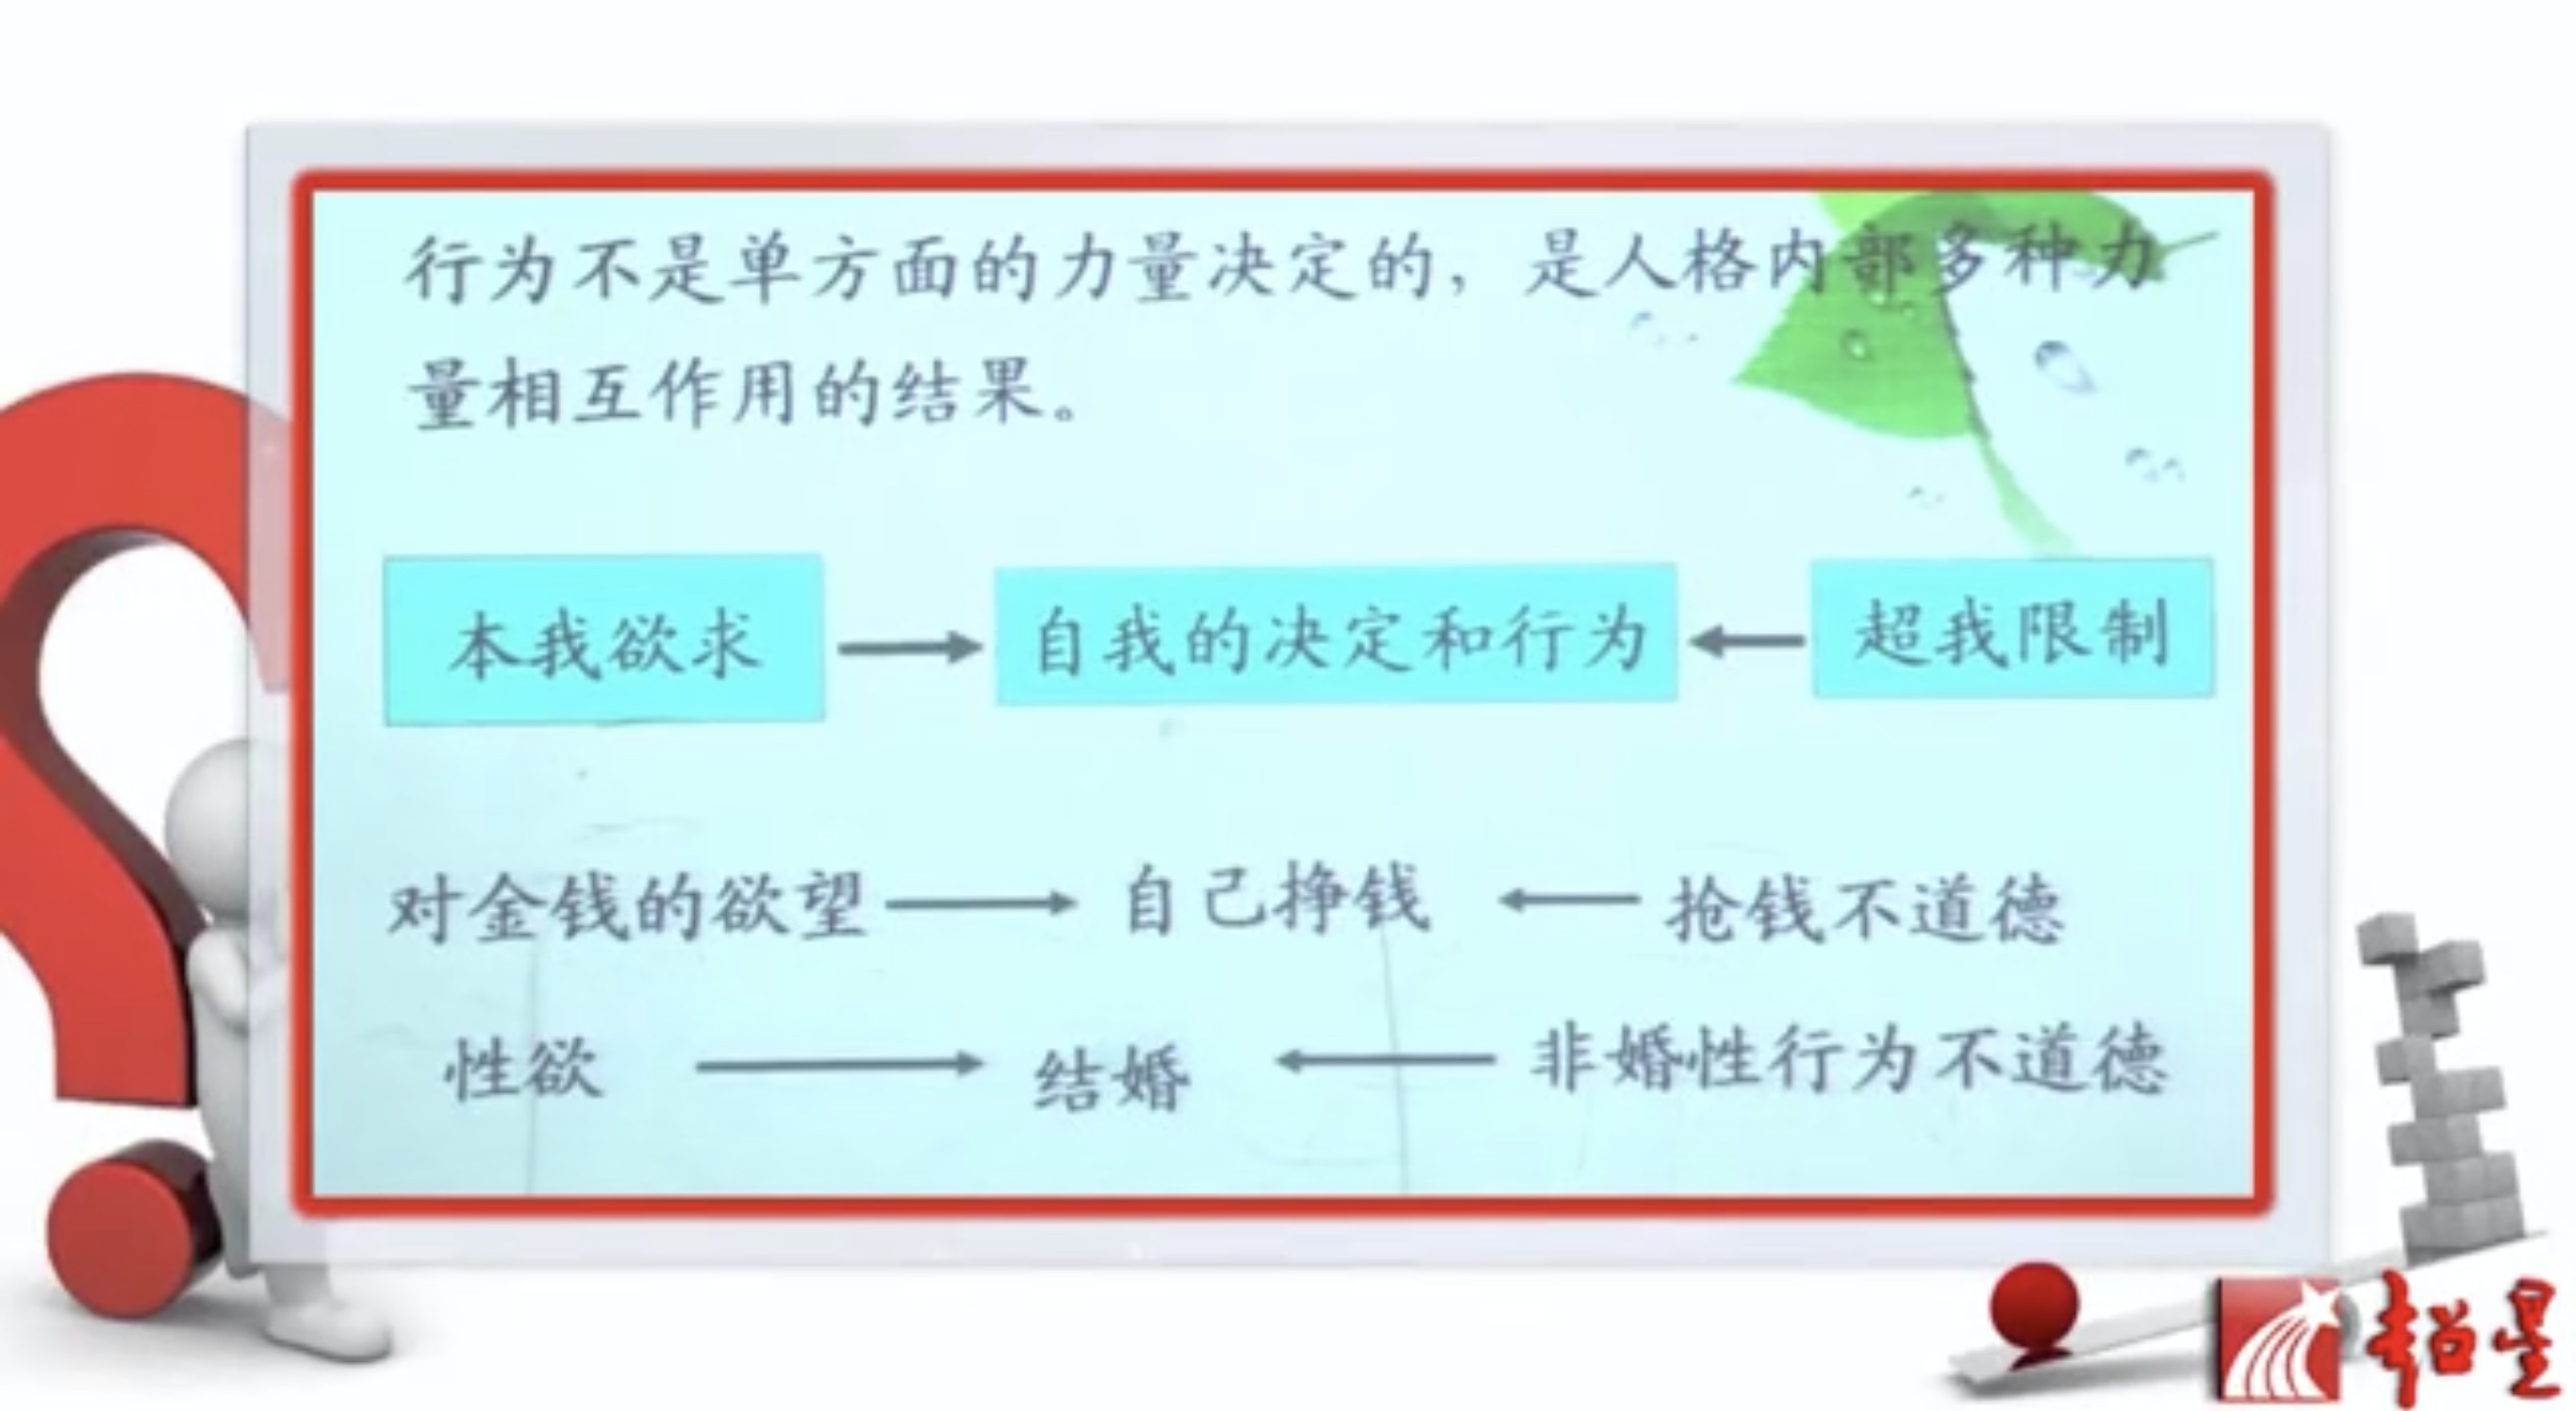 行为不是单方面的力量决定的，是人格内部多种力
量相互作用的结果。
本我欲求 自我的决定和行为 超我限制
对金钱的欲望 自己挣钱 抢钱不道德
性欲 结婚 非婚性行为不道德
超星